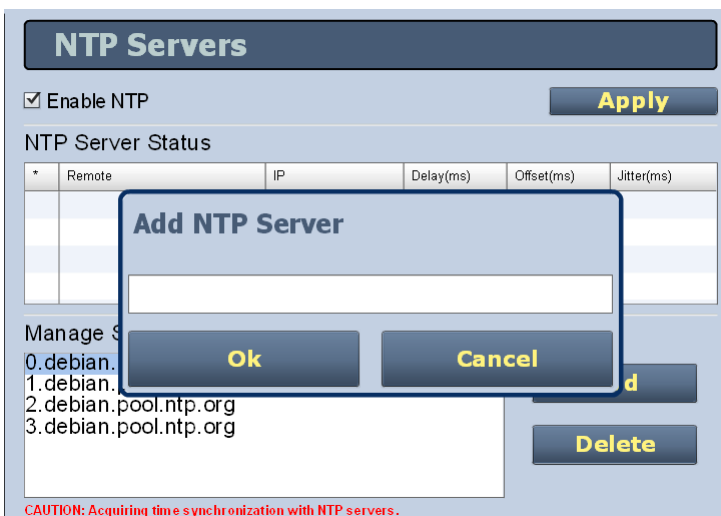 NTP Servers
Enable NTP
Apply
NTP Server Status
* Remote IP Delay(ms) Offset(ms) Jitter(ms)
Add NTP Server
Ok Cancel
Manage
0.debian.
1.debian.
2.debian.pool.ntp.org
3.debian.pool.ntp.org
Delete
CAUTION: Acquiring time synchronization with NTP servers.